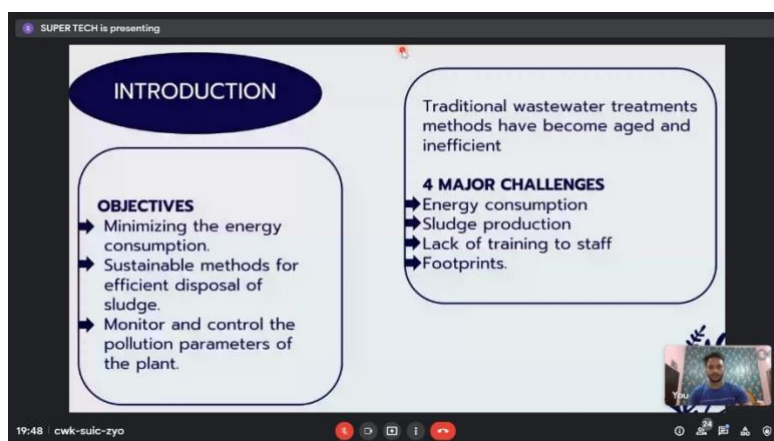 SUPER TECH is presenting
INTRODUCTION
OBJECTIVES
Minimizing the energy
consumption.
Sustainable methods for
efficient disposal of
sludge.
Monitor and control the
pollution parameters of
the plant.
Traditional wastewater treatments
methods have become aged and
inefficient
4 MAJOR CHALLENGES
Energy consumption
Sludge production
Lack of training to staff
Footprints.
You
19:48 cwk-suic-zyo
24